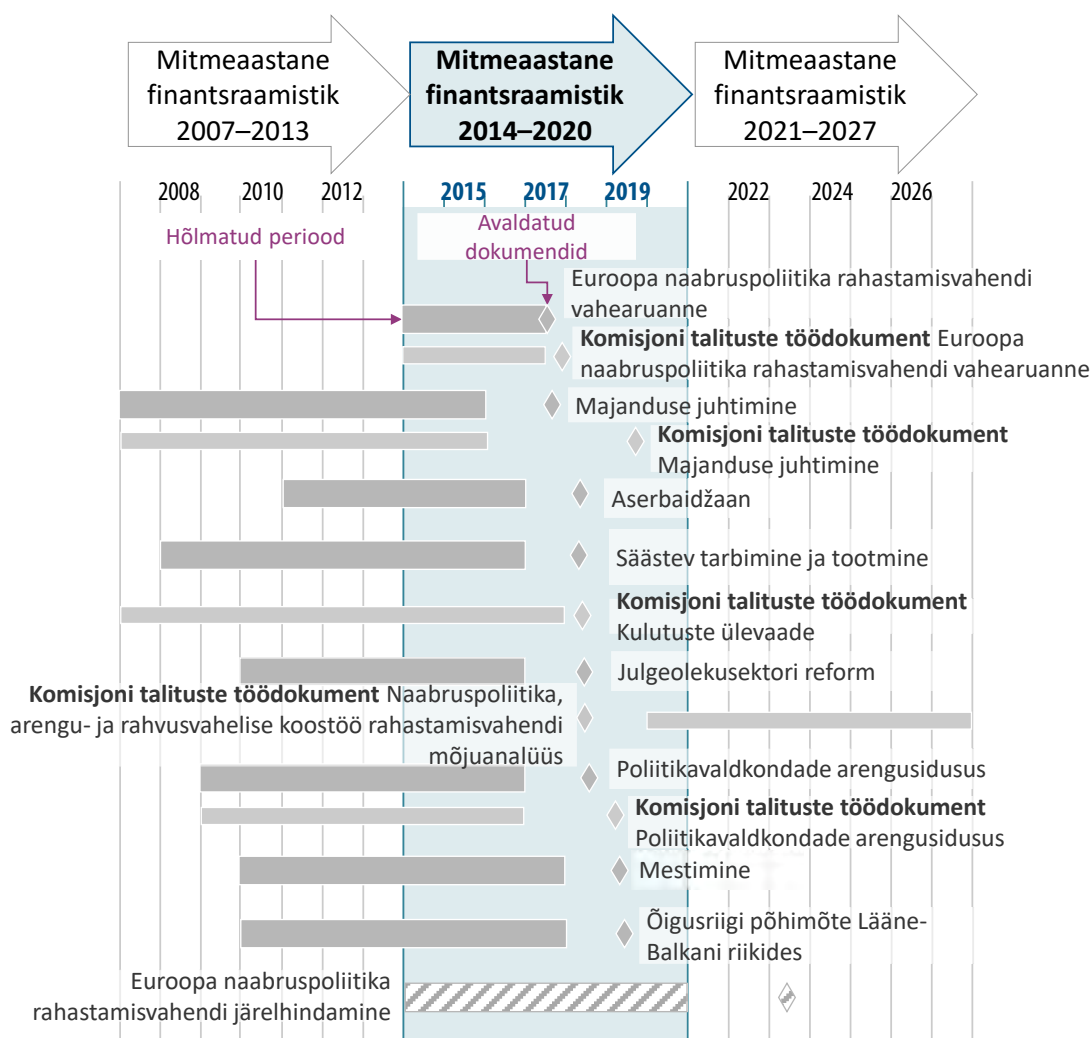 Mitmeaastane
finantsraamistik
2007–2013
Mitmeaastane
finantsraamistik
2014–2020
Mitmeaastane
finantsraamistik
2021–2027
2008 2010 2012 2015 2017 2019 2022 2024 2026
Hõlmatud periood
Avaldatud
dokumendid
Euroopa naabruspoliitika rahastamisvahendi
vahearuanne
Komisjoni talituste töödokument Euroopa
naabruspoliitika rahastamisvahendi vahearuanne
Majanduse juhtimine
Komisjoni talituste töödokument
Majanduse juhtimine
Aserbaidžaan
Säästev tarbimine ja tootmine
Komisjoni talituste töödokument
Kulutuste ülevaade
Julgeolekusektori reform
Komisjoni talituste töödokument Naabruspoliitika,
arengu- ja rahvusvahelise koostöö rahastamisvahendi
mõjuanalüüs
Poliitikavaldkondade arengusidusus
Komisjoni talituste töödokument
Poliitikavaldkondade arengusidusus
Mestimine
Õigusriigi põhimõte Lääne-
Balkani riikides
Euroopa naabruspoliitika
rahastamisvahendi järelhindamine